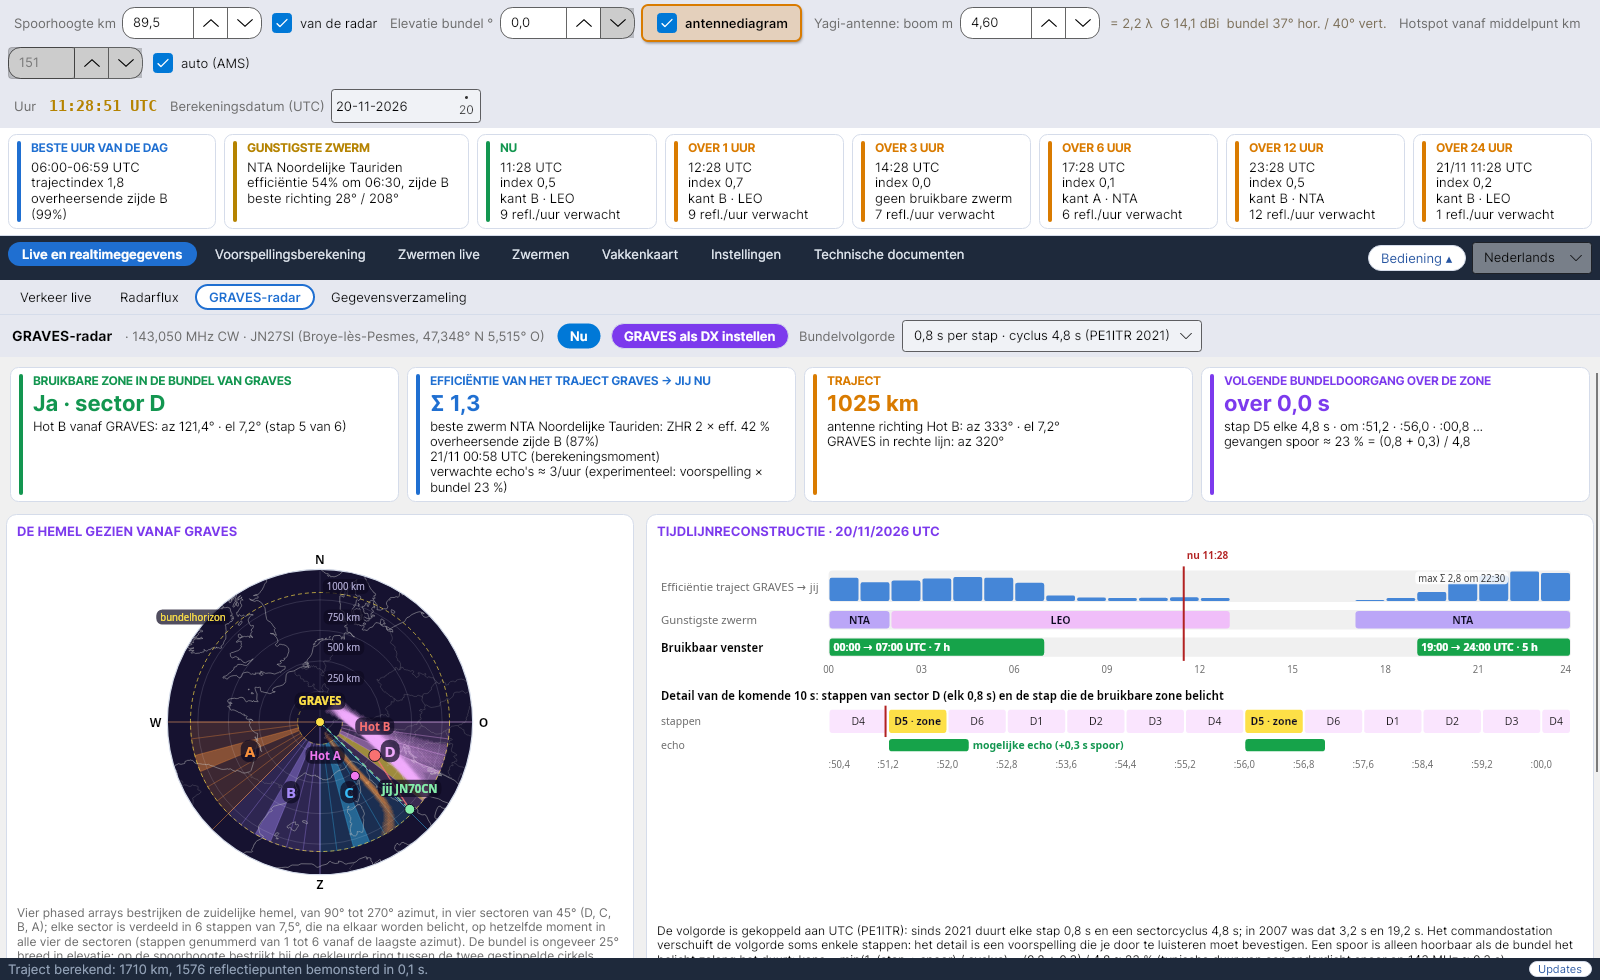 Spoorhoogte km 89,5 van de radar Elevatie bundel ° 0,0 antennediagram Yagi-antenne: boom m 4,60 = 2,2 λ G 14,1 dBi bundel 37° hor. / 40° vert. Hotspot vanaf middelpunt km
151 auto (AMS)
Uur 11:28:51 UTC Berekeningsdatum (UTC) 20-11-2026 20
BESTE UUR VAN DE DAG
06:00-06:59 UTC
trajectindex 1,8
overheersende zijde B
(99%)
GUNSTIGSTE ZWERM
NTA Noordelijke Tauriden
efficiëntie 54% om 06:30, zijde B
beste richting 28° / 208°
NU
11:28 UTC
index 0,5
kant B · LEO
9 refl./uur verwacht
OVER 1 UUR
12:28 UTC
index 0,7
kant B · LEO
9 refl./uur verwacht
OVER 3 UUR
14:28 UTC
index 0,0
geen bruikbare zwerm
7 refl./uur verwacht
OVER 6 UUR
17:28 UTC
index 0,1
kant A · NTA
6 refl./uur verwacht
OVER 12 UUR
23:28 UTC
index 0,5
kant B · NTA
12 refl./uur verwacht
OVER 24 UUR
21/11 11:28 UTC
index 0,2
kant B · LEO
1 refl./uur verwacht
Live en realtimegegevens Voorspellingsberekening Zwermen live Zwermen Vakkenkaart Instellingen Technische documenten Bediening ▴ Nederlands
Verkeer live Radarflux GRAVES-radar Gegevensverzameling
GRAVES-radar · 143,050 MHz CW · JN27SI (Broye-lès-Pesmes, 47,348° N 5,515° O) Nu GRAVES als DX instellen Bundelvolgorde 0,8 s per stap · cyclus 4,8 s (PE1ITR 2021)
BRUIKBARE ZONE IN DE BUNDEL VAN GRAVES
Ja · sector D
Hot B vanaf GRAVES: az 121,4° · el 7,2° (stap 5 van 6)
EFFICIËNTIE VAN HET TRAJECT GRAVES → JIJ NU
Σ 1,3
beste zwerm NTA Noordelijke Tauriden: ZHR 2 × eff. 42 %
overheersende zijde B (87%)
21/11 00:58 UTC (berekeningsmoment)
verwachte echo's ≈ 3/uur (experimenteel: voorspelling ×
bundel 23 %)
TRAJECT
1025 km
antenne richting Hot B: az 333° · el 7,2°
GRAVES in rechte lijn: az 320°
VOLGENDE BUNDELDOORGANG OVER DE ZONE
over 0,0 s
stap D5 elke 4,8 s · om :51,2 · :56,0 · :00,8 ...
gevangen spoor ≈ 23 % = (0,8 + 0,3) / 4,8
DE HEMEL GEZIEN VANAF GRAVES
N
1000 km
bundelhorizon
750 km
500 km
250 km
GRAVES
W
O
Hot B
A
Hot A
D
B
C
jij JN70CN
Z
Vier phased arrays bestrijken de zuidelijke hemel, van 90° tot 270° azimut, in vier sectoren van 45° (D, C,
B, A); elke sector is verdeeld in 6 stappen van 7,5°, die na elkaar worden belicht, op hetzelfde moment in
alle vier de sectoren (stappen genummerd van 1 tot 6 vanaf de laagste azimut). De bundel is ongeveer 25°
breed in elevatie: op de spoorhoogte bestrijkt hij de gekleurde ring tussen de twee gestippelde cirkels
TIJDLIJNRECONSTRUCTIE · 20/11/2026 UTC
nu 11:28
Efficiëntie traject GRAVES → jij
max Σ 2,8 om 22:30
Gunstigste zwerm NTA LEO NTA
Bruikbaar venster 00:00 → 07:00 UTC · 7 h 19:00 → 24:00 UTC · 5 h
00 03 06 09 12 15 18 21 24
Detail van de komende 10 s: stappen van sector D (elk 0,8 s) en de stap die de bruikbare zone belicht
stappen D4 D5 · zone D6 D1 D2 D3 D4 D5 · zone D6 D1 D2 D3 D4
echo mogelijke echo (+0,3 s spoor)
:50,4 :51,2 :52,0 :52,8 :53,6 :54,4 :55,2 :56,0 :56,8 :57,6 :58,4 :59,2 :00,0
De volgorde is gekoppeld aan UTC (PE1ITR): sinds 2021 duurt elke stap 0,8 s en een sectorcyclus 4,8 s; in 2007 was dat 3,2 s en 19,2 s. Het commandostation
verschuift de volgorde soms enkele stappen: het detail is een voorspelling die je door te luisteren moet bevestigen. Een spoor is alleen hoorbaar als de bundel het
Traject berekend: 1710 km, 1576 reflectiepunten bemonsterd in 0,1 s. Updates